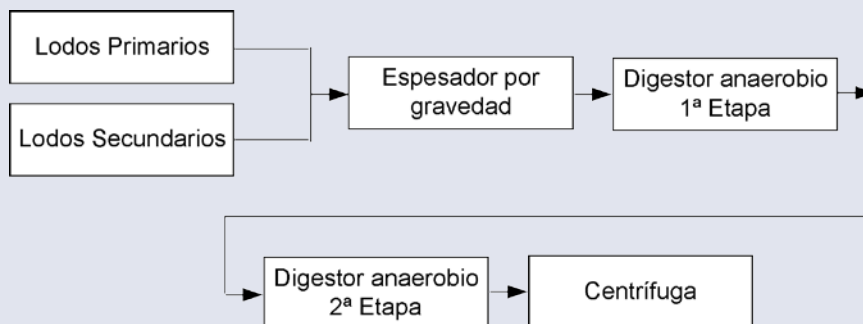 Lodos Primarios
Lodos Secundarios
Espesador por
gravedad
Digestor anaerobio
1ª Etapa
Digestor anaerobio
2ª Etapa
Centrífuga